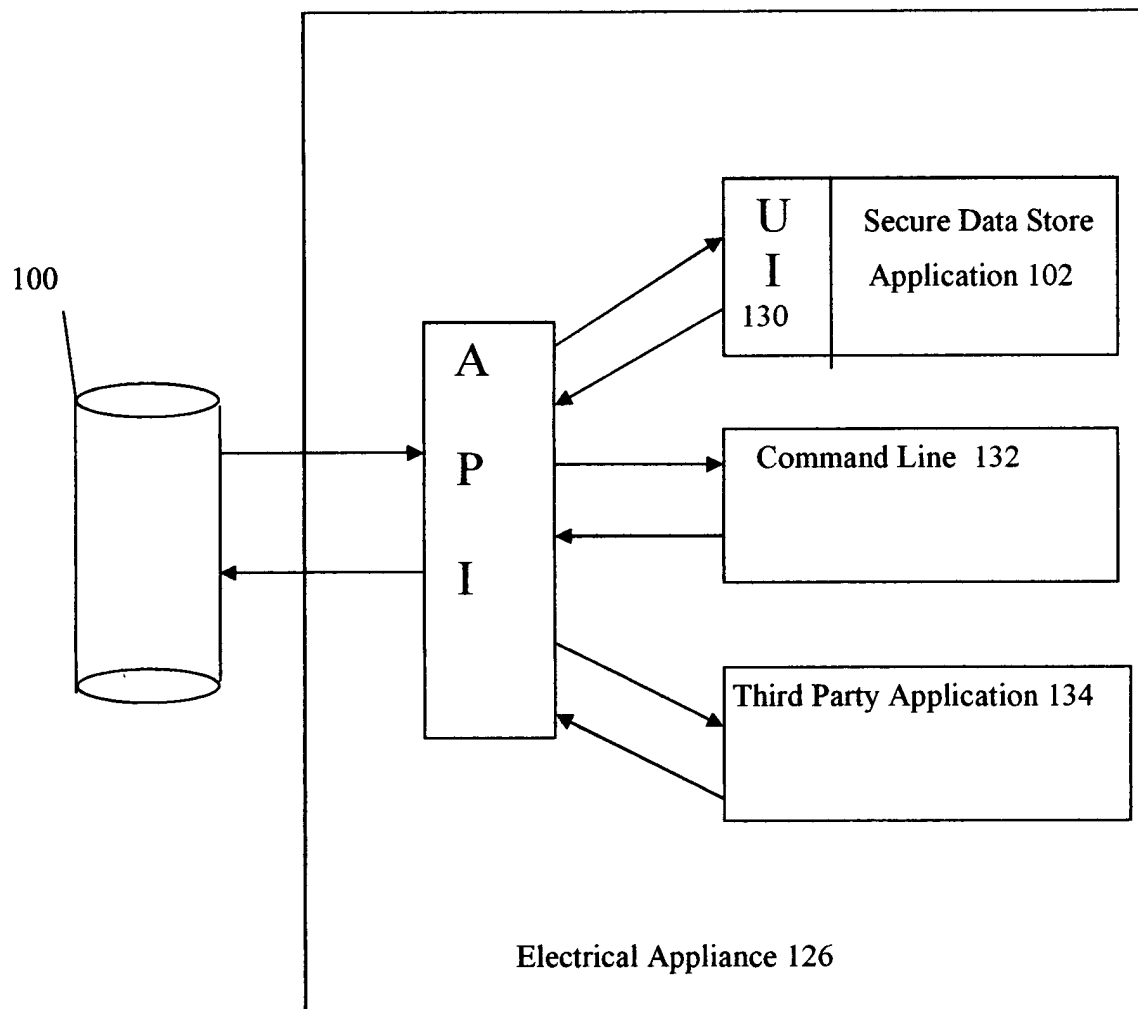 100
U
I
130
Secure Data Store
Application 102
A
P
I
Command Line 132
Third Party Application 134
Electrical Appliance 126